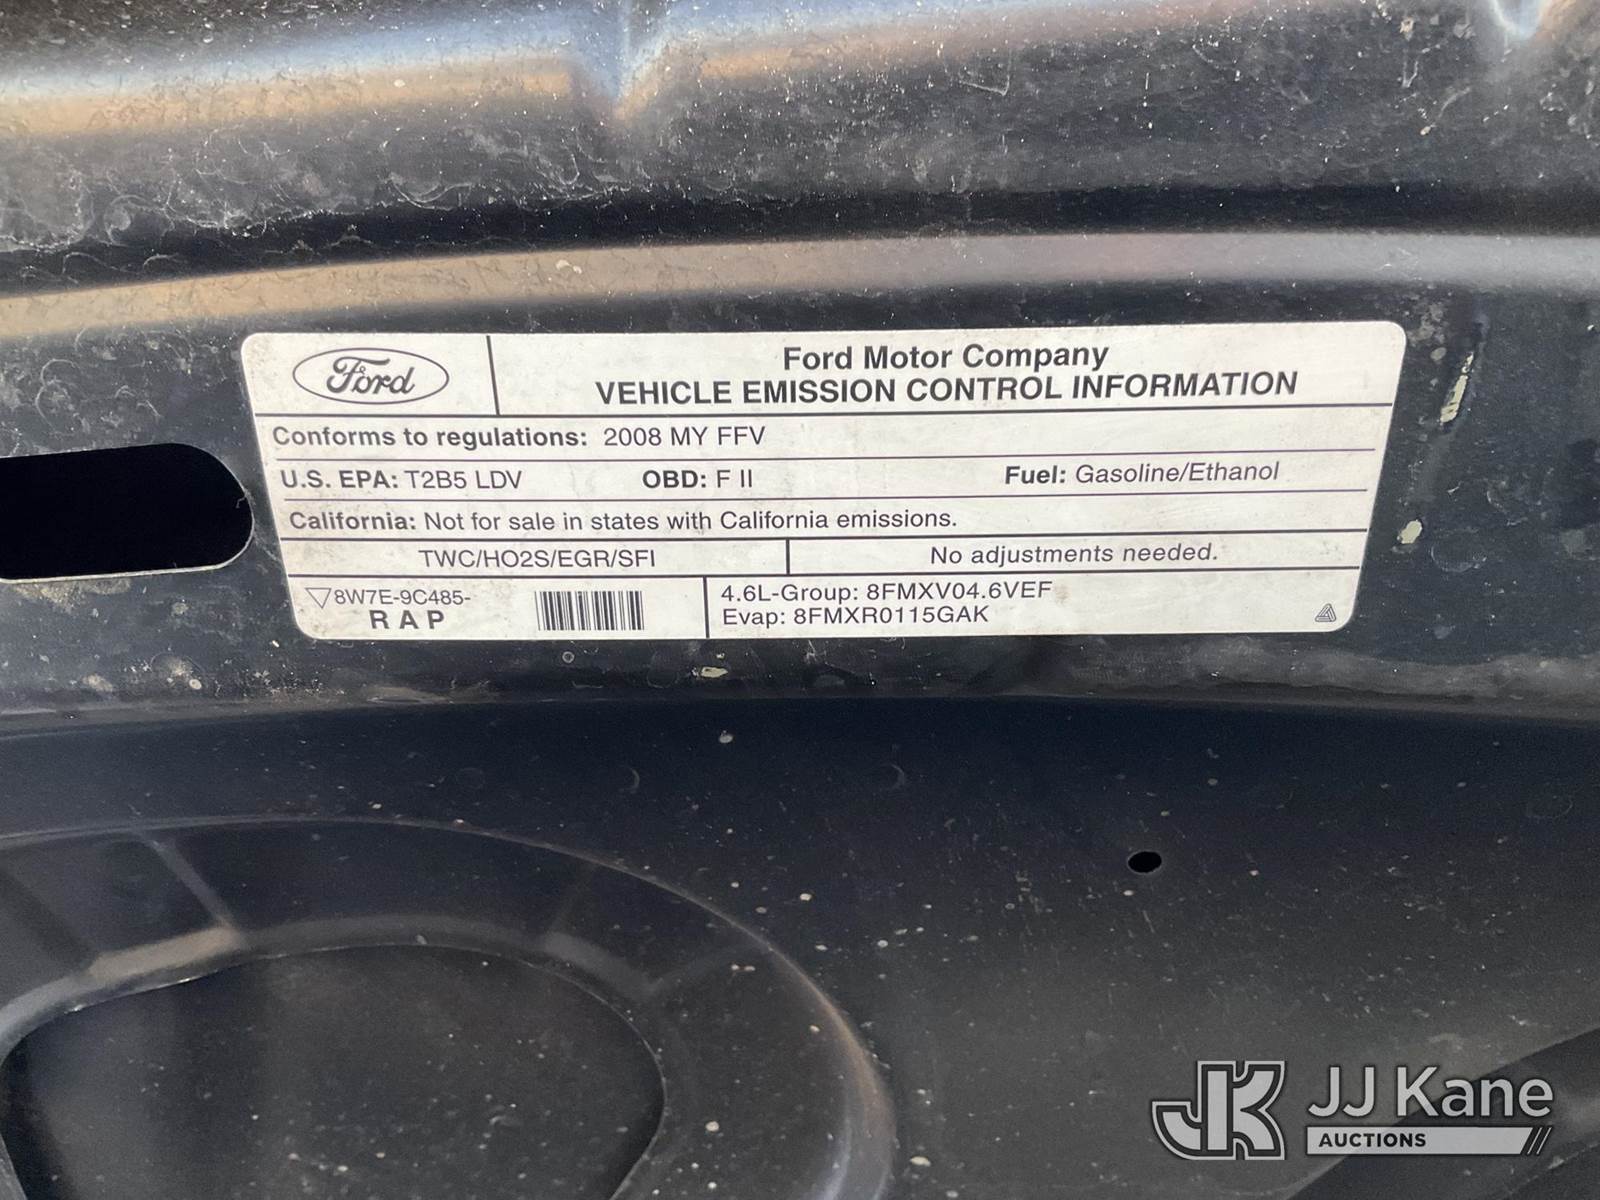 Ford
Ford Motor Company
VEHICLE EMISSION CONTROL INFORMATION
Conforms to regulations: 2008 MY FFV
U.S. EPA: T2B5 LDV OBD: F II Fuel: Gasoline/Ethanol
California: Not for sale in states with California emissions.
TWC/HO2S/EGR/SFI No adjustments needed.
8W7E-9C485-
R A P
4.6L-Group: 8FMXV04.6VEF
Evap: 8FMXR0115GAK
JK JJ Kane
AUCTIONS